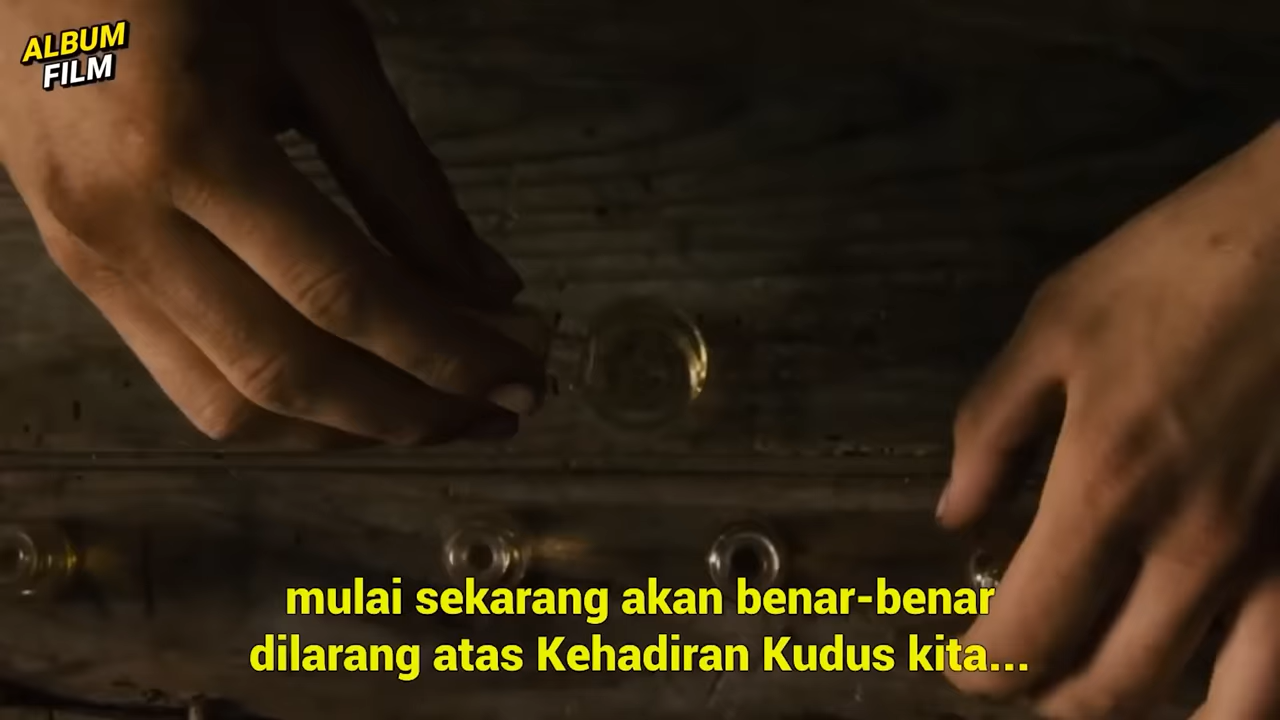 ALBUM
FILM
mulai sekarang akan benar-benar
dilarang atas Kehadiran Kudus kita...